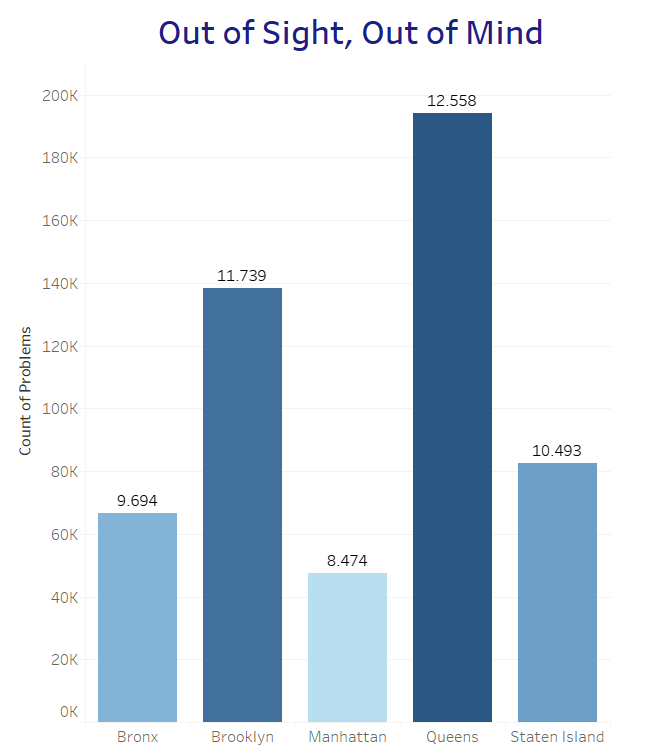 Out of Sight, Out of Mind
Count of Problems
200K
180K
160K
140K
120K
100K
80K
60K
40K
20K
0K
9.694
11.739
8.474
12.558
10.493
Bronx
Brooklyn
Manhattan
Queens
Staten Island